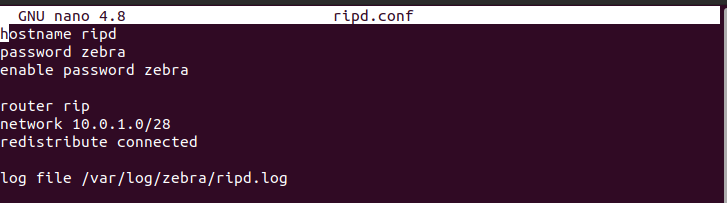 GNU nano 4.8 ripd.conf
hostname ripd
password zebra
enable password zebra
router rip
network 10.0.1.0/28
redistribute connected
log file /var/log/zebra/ripd.log